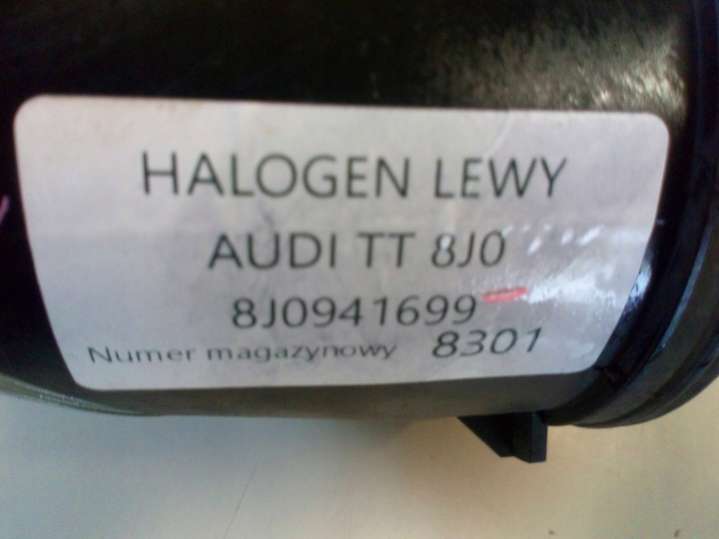 HALOGEN LEWY
AUDI TT 8J0
8J0941699
Numer magazynowy 8301